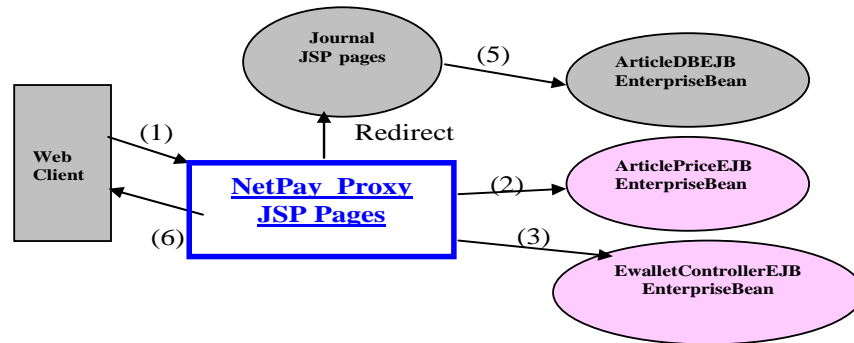 Journal
JSP pages
(5)
ArticleDBEJB
EnterpriseBean
(1)
Redirect
Web
Client
NetPay Proxy
JSP Pages
(2)
ArticlePriceEJB
EnterpriseBean
(6)
(3)
EwalletControllerEJB
EnterpriseBean